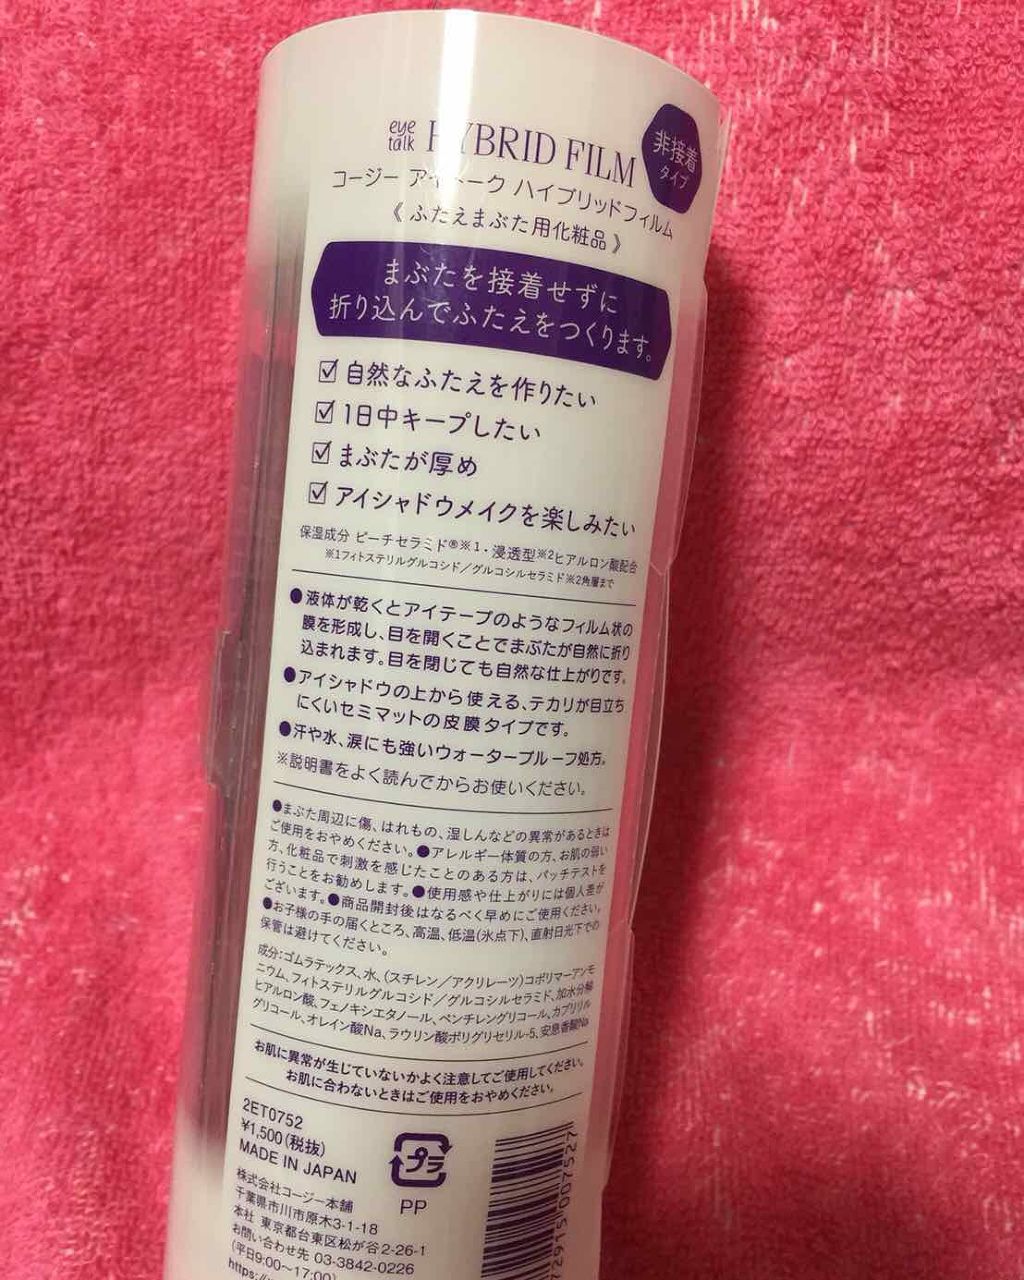 eye talk HYBRID FILM
非接着
タイプ
コージー アイトーク ハイブリッドフィルム
《ふたえまぶた用化粧品》
まぶたを接着せずに
折り込んでふたえをつくります。
☑自然なふたえを作りたい
☑1日中キープしたい
☑まぶたが厚め
☑アイシャドウメイクを楽しみたい
保湿成分 ピーチセラミド®※1・浸透型※2ヒアルロン酸配合
※1フィトステリルグルコシド/グルコシルセラミド※2角層まで
●液体が乾くとアイテープのようなフィルム状の
膜を形成し、目を開くことでまぶたが自然に折り
込まれます。目を閉じても自然な仕上がりです。
●アイシャドウの上から使える、テカリが目立ち
にくいセミマットの皮膜タイプです。
●汗や水、涙にも強いウォータープルーフ処方。
※説明書をよく読んでからお使いください。
●まぶた周辺に傷、はれもの、湿しんなどの異常があるときは
ご使用をおやめください。●アレルギー体質の方、お肌の弱い
方、化粧品で刺激を感じたことのある方は、パッチテストを
行うことをお勧めします。●使用感や仕上がりには個人差が
ございます。●商品開封後はなるべく早めにご使用ください。
●お子様の手の届くところ、高温、低温(氷点下)、直射日光下での
保管は避けてください。
成分:ゴムラテックス、水、(スチレン/アクリレーツ)コポリマーアンモ
ニウム、フィトステリルグルコシド/グルコシルセラミド、加水分解
ヒアルロン酸、フェノキシエタノール、ペンチレングリコール、カプリリル
グリコール、オレイン酸Na、ラウリン酸ポリグリセリル-5、安息香酸Na
お肌に異常が生じていないかよく注意してご使用してください。
お肌に合わないときはご使用をおやめください。
2ET0752
¥1,500(税抜)
MADE IN JAPAN
プラ
PP
株式会社コージー本舗
千葉県市川市原木3-1-18
本社 東京都台東区松が谷2-26-1
お問い合わせ先 03-3842-0226
(平日9:00〜17:00)
https:/
72915007527